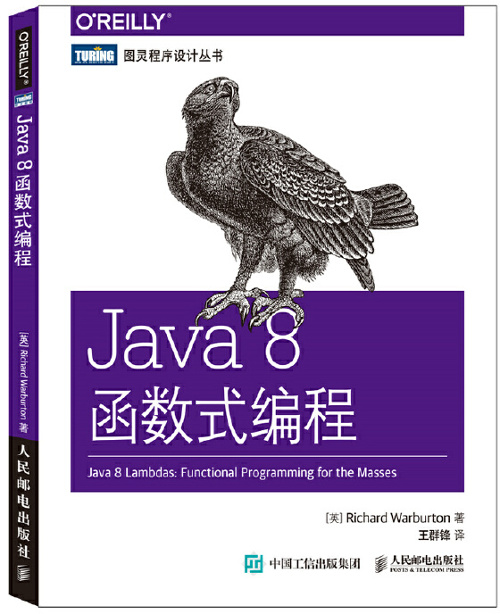 O'REILLY®
TURING
图灵程序设计丛书
Java 8
函数式编程
Java 8 Lambdas: Functional Programming for the Masses
[英] Richard Warburton 著
王群锋 译
中国工信出版集团
人民邮电出版社
POSTS & TELECOM PRESS
O'REILLY®
TURING
Java 8 函数式编程
[英] Richard Warburton 著
人民邮电出版社